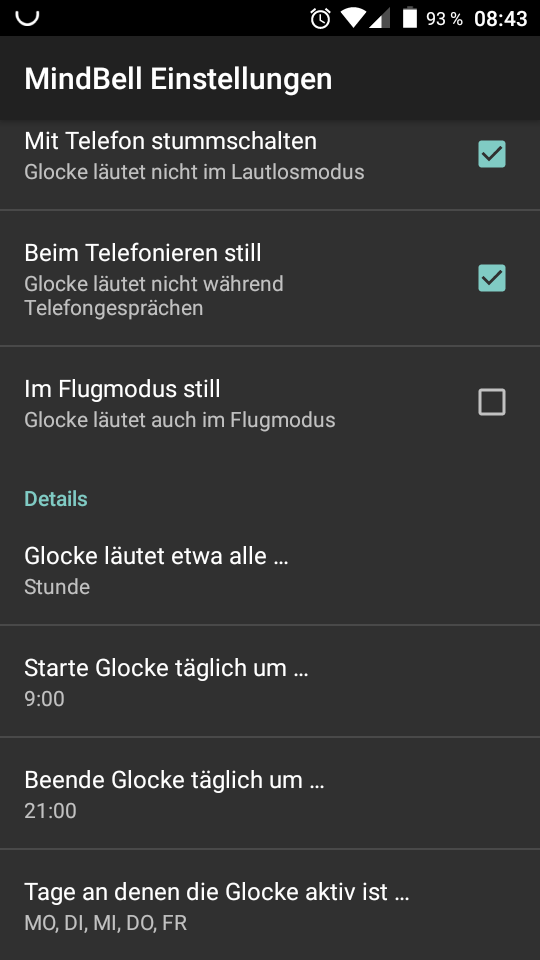 93 % 08:43
MindBell Einstellungen
Mit Telefon stummschalten
Glocke läutet nicht im Lautlosmodus
Beim Telefonieren still
Glocke läutet nicht während
Telefongesprächen
Im Flugmodus still
Glocke läutet auch im Flugmodus
Details
Glocke läutet etwa alle …
Stunde
Starte Glocke täglich um …
9:00
Beende Glocke täglich um …
21:00
Tage an denen die Glocke aktiv ist …
MO, DI, MI, DO, FR